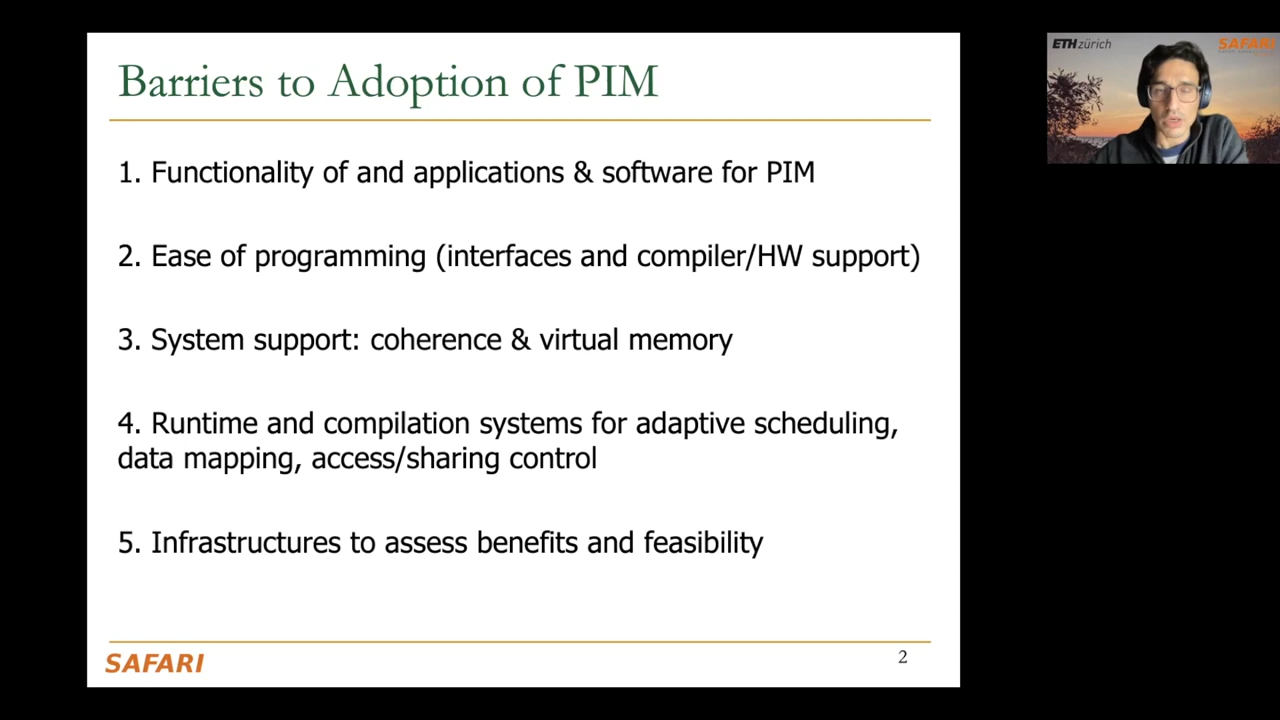 Barriers to Adoption of PIM
1. Functionality of and applications & software for PIM
2. Ease of programming (interfaces and compiler/HW support)
3. System support: coherence & virtual memory
4. Runtime and compilation systems for adaptive scheduling,
data mapping, access/sharing control
5. Infrastructures to assess benefits and feasibility
SAFARI
2
ETH zürich
SAFARI